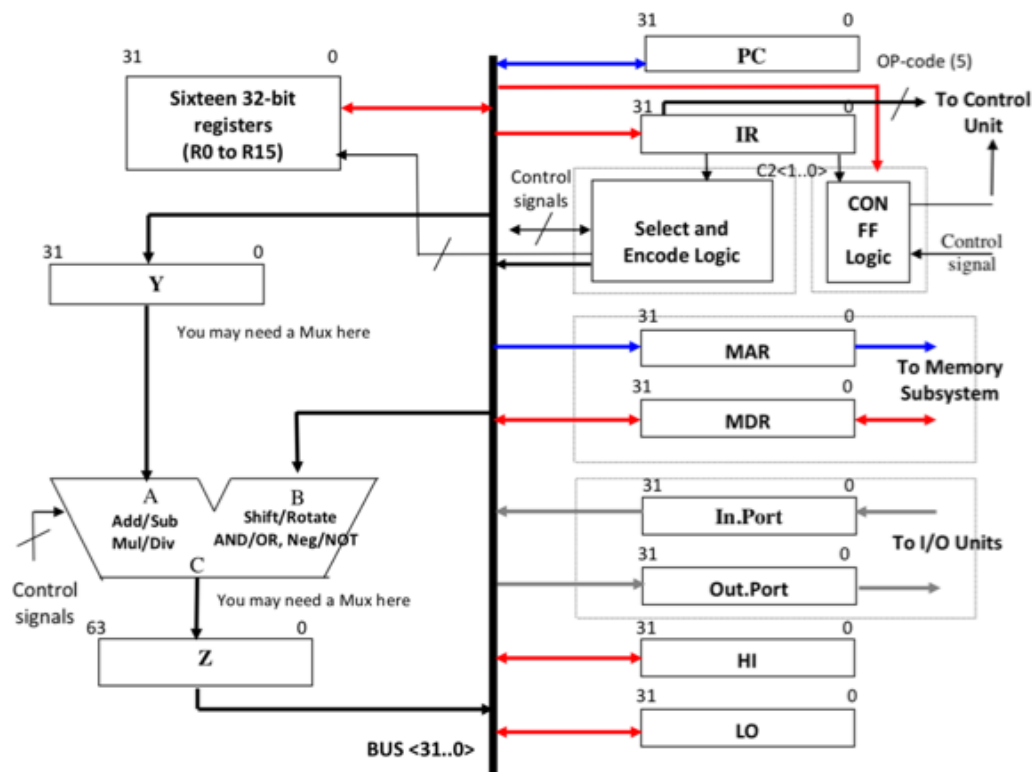 31 0
PC
OP-code (5)
31 0
Sixteen 32-bit
registers
(R0 to R15)
31 0
IR
To Control
Unit
C2<1..0>
Control
signals
Select and
Encode Logic
CON
FF
Logic
Control
signal
31 0
Y
You may need a Mux here
31 0
MAR
To Memory
Subsystem
31 0
MDR
A
Add/Sub
Mul/Div
B
Shift/Rotate
AND/OR, Neg/NOT
C
Control
signals
You may need a Mux here
63 0
Z
31 0
In.Port
To I/O Units
31 0
Out.Port
31 0
HI
31 0
LO
BUS <31..0>